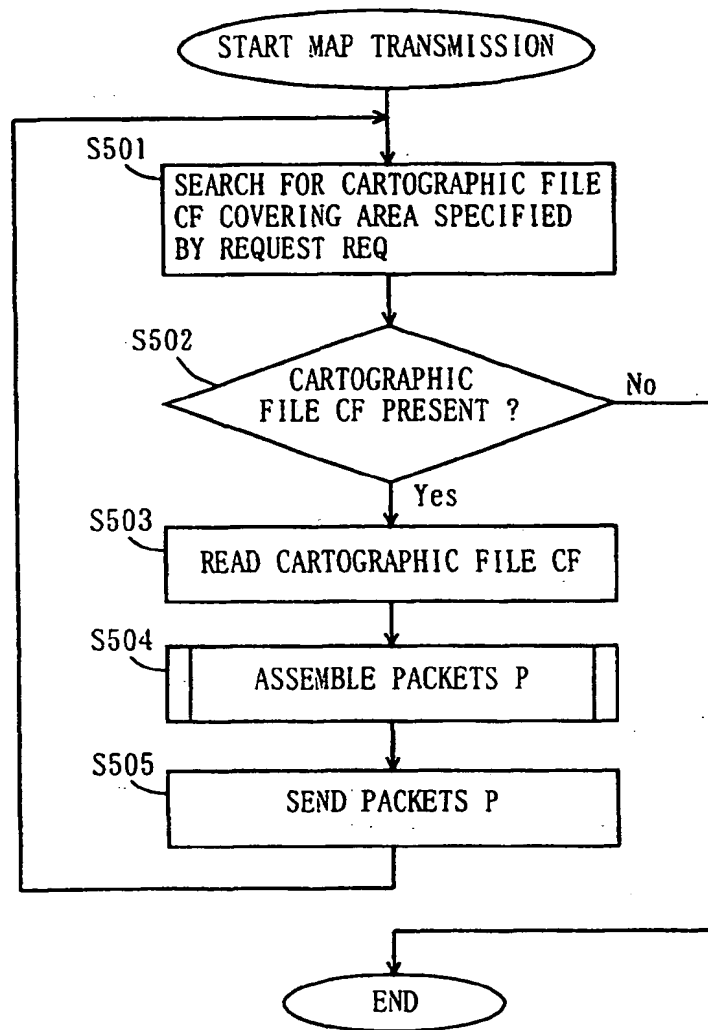 START MAP TRANSMISSION
S501
SEARCH FOR CARTOGRAPHIC FILE
CF COVERING AREA SPECIFIED
BY REQUEST REQ
S502
CARTOGRAPHIC
FILE CF PRESENT ?
No
Yes
S503
READ CARTOGRAPHIC FILE CF
S504
ASSEMBLE PACKETS P
S505
SEND PACKETS P
END